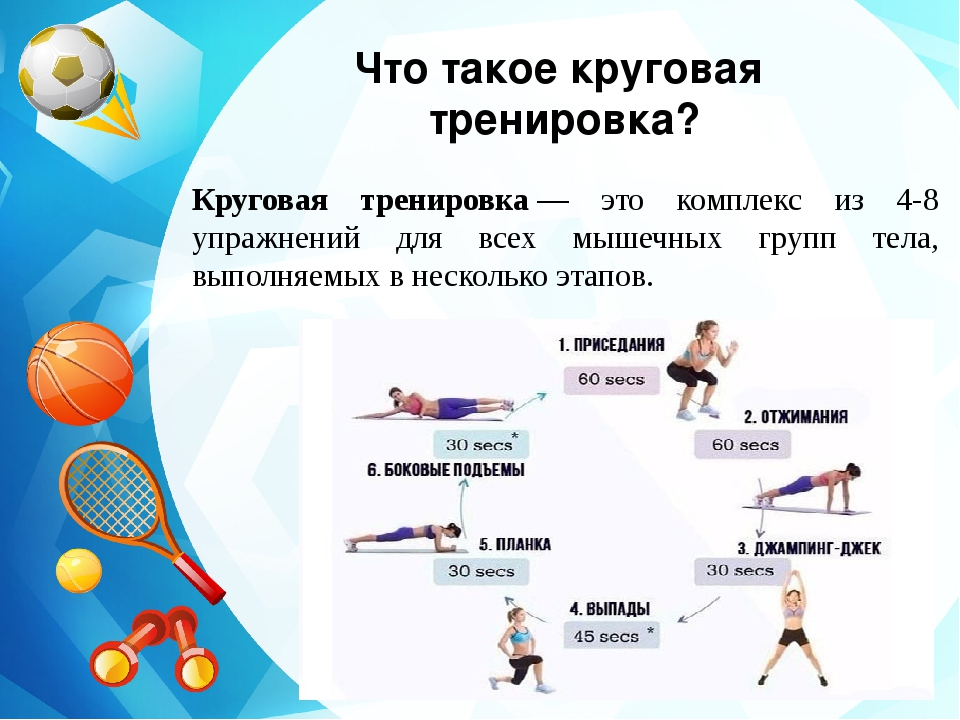 Что такое круговая
тренировка?
Круговая тренировка — это комплекс из 4-8
упражнений для всех мышечных групп тела,
выполняемых в несколько этапов.
1. ПРИСЕДАНИЯ
60 secs
2. ОТЖИМАНИЯ
60 secs
3. ДЖАМПИНГ-ДЖЕК
30 secs
4. ВЫПАДЫ
45 secs *
5. ПЛАНКА
30 secs
30 secs*
6. БОКОВЫЕ ПОДЪЕМЫ